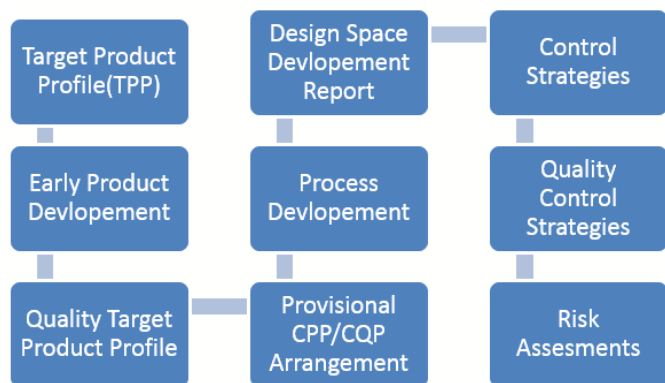 Target Product
Profile(TPP)
Early Product
Devlopement
Quality Target
Product Profile
Provisional
CPP/CQP
Arrangement
Process
Devlopement
Design Space
Devlopement
Report
Control
Strategies
Quality
Control
Strategies
Risk
Assesments